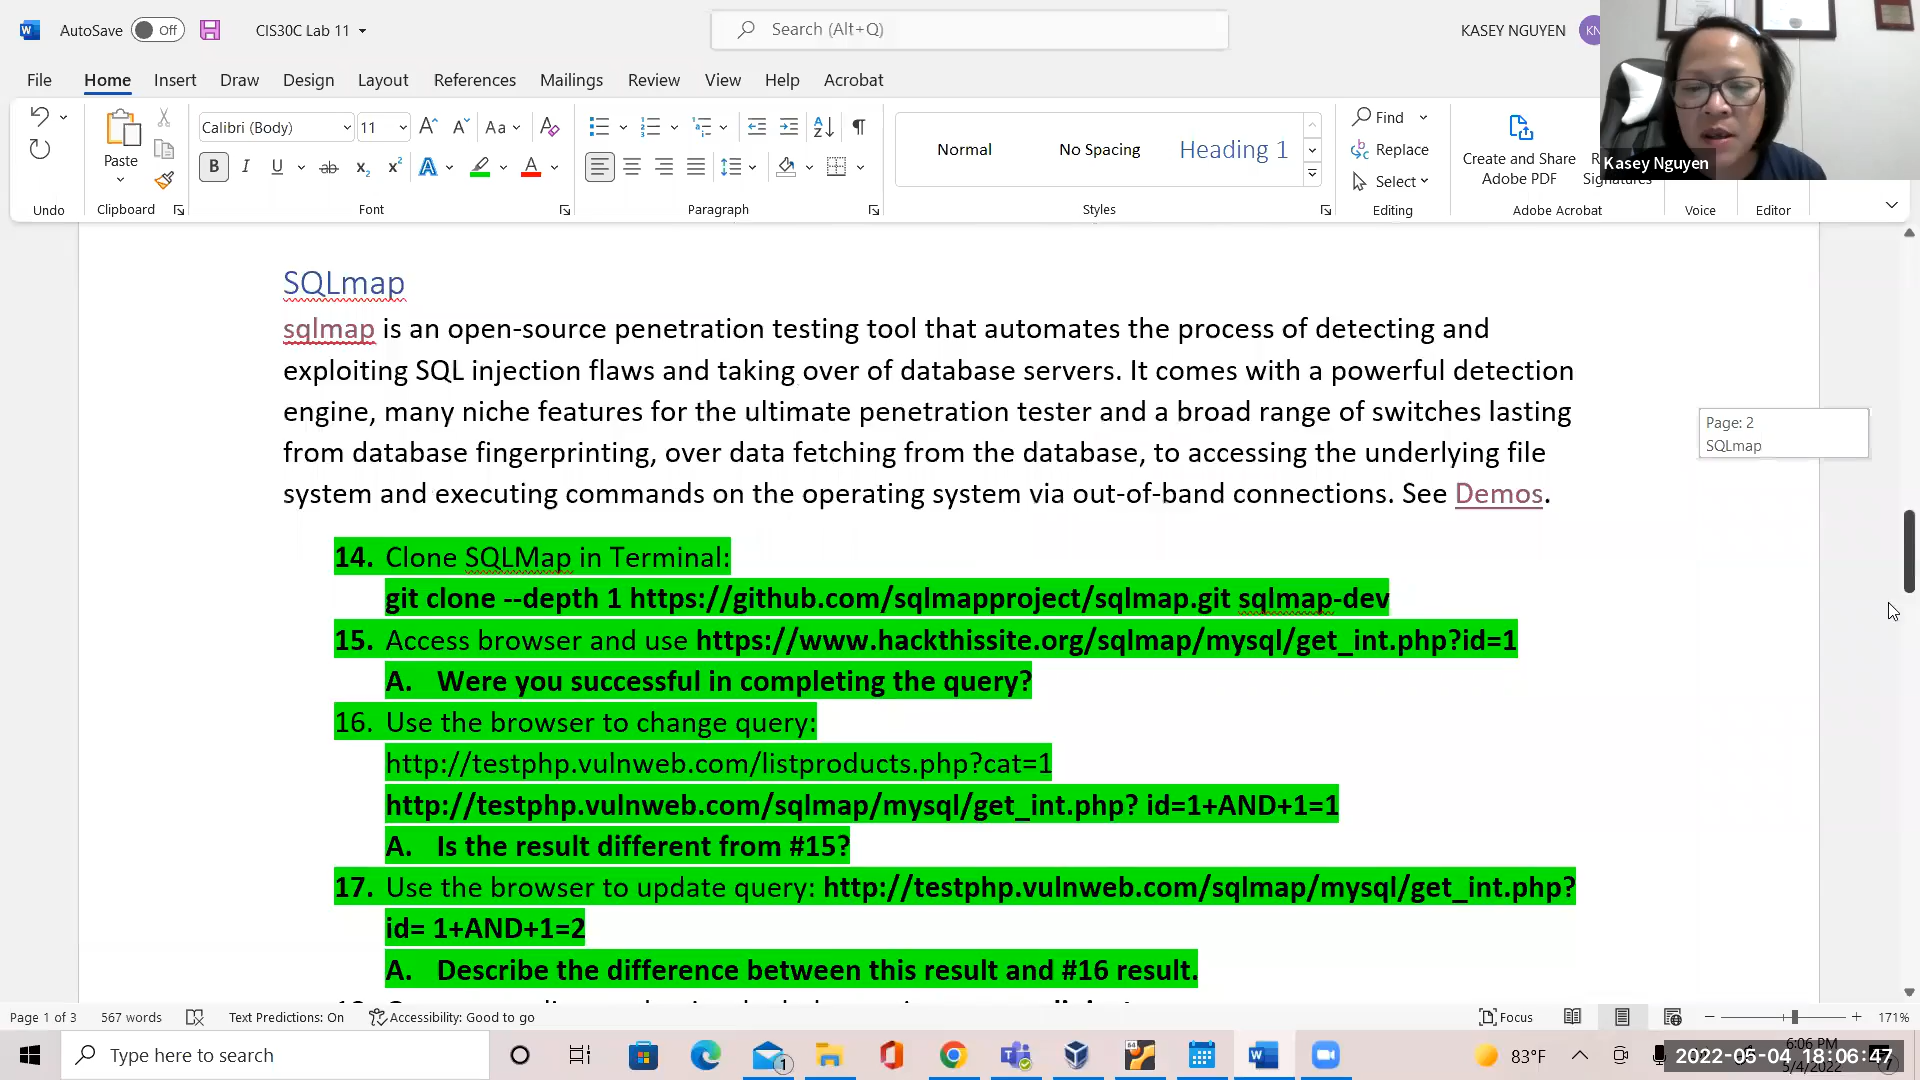 AutoSave Off CIS30C Lab 11 Search (Alt+Q) KASEY NGUYEN KN
File Home Insert Draw Design Layout References Mailings Review View Help Acrobat
Calibri (Body) 11 Aa
Find
Paste
B I U ab x₂ x² A A
Normal No Spacing Heading 1
Replace
Select
Create and Share
Adobe PDF
Signatures
Kasey Nguyen
Undo Clipboard Font Paragraph Styles Editing Adobe Acrobat Voice Editor
SQLmap
sqlmap is an open-source penetration testing tool that automates the process of detecting and
exploiting SQL injection flaws and taking over of database servers. It comes with a powerful detection
engine, many niche features for the ultimate penetration tester and a broad range of switches lasting
from database fingerprinting, over data fetching from the database, to accessing the underlying file
system and executing commands on the operating system via out-of-band connections. See Demos.
Page: 2
SQLmap
14. Clone SQLMap in Terminal:
git clone --depth 1 https://github.com/sqlmapproject/sqlmap.git sqlmap-dev
15. Access browser and use https://www.hackthissite.org/sqlmap/mysql/get_int.php?id=1
A. Were you successful in completing the query?
16. Use the browser to change query:
http://testphp.vulnweb.com/listproducts.php?cat=1
http://testphp.vulnweb.com/sqlmap/mysql/get_int.php? id=1+AND+1=1
A. Is the result different from #15?
17. Use the browser to update query: http://testphp.vulnweb.com/sqlmap/mysql/get_int.php?
id= 1+AND+1=2
A. Describe the difference between this result and #16 result.
Page 1 of 3 567 words Text Predictions: On Accessibility: Good to go Focus 171%
Type here to search 1 83°F 6:06 PM
2022-05-04 18:06:47
5/4/2022